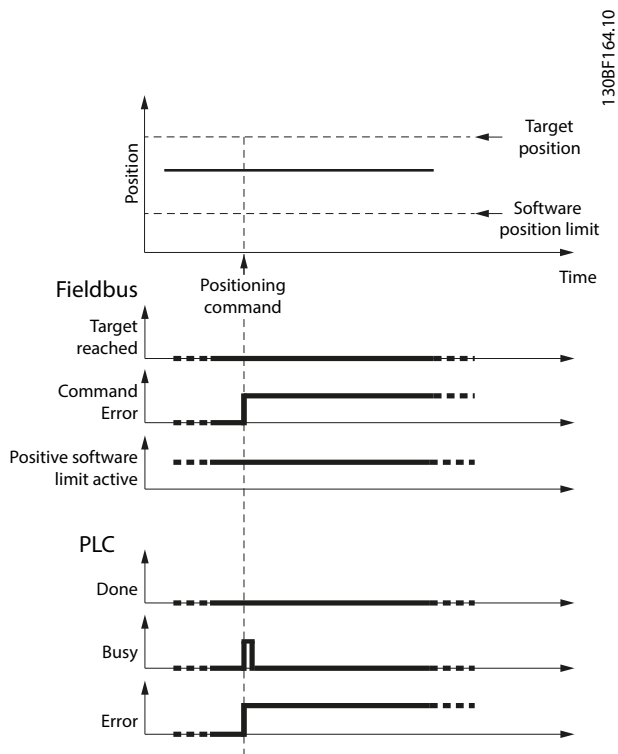 130BF164.10
Target
position
Position
Software
position limit
Time
Positioning
command
Fieldbus
Target
reached
Command
Error
Positive software
limit active
PLC
Done
Busy
Error